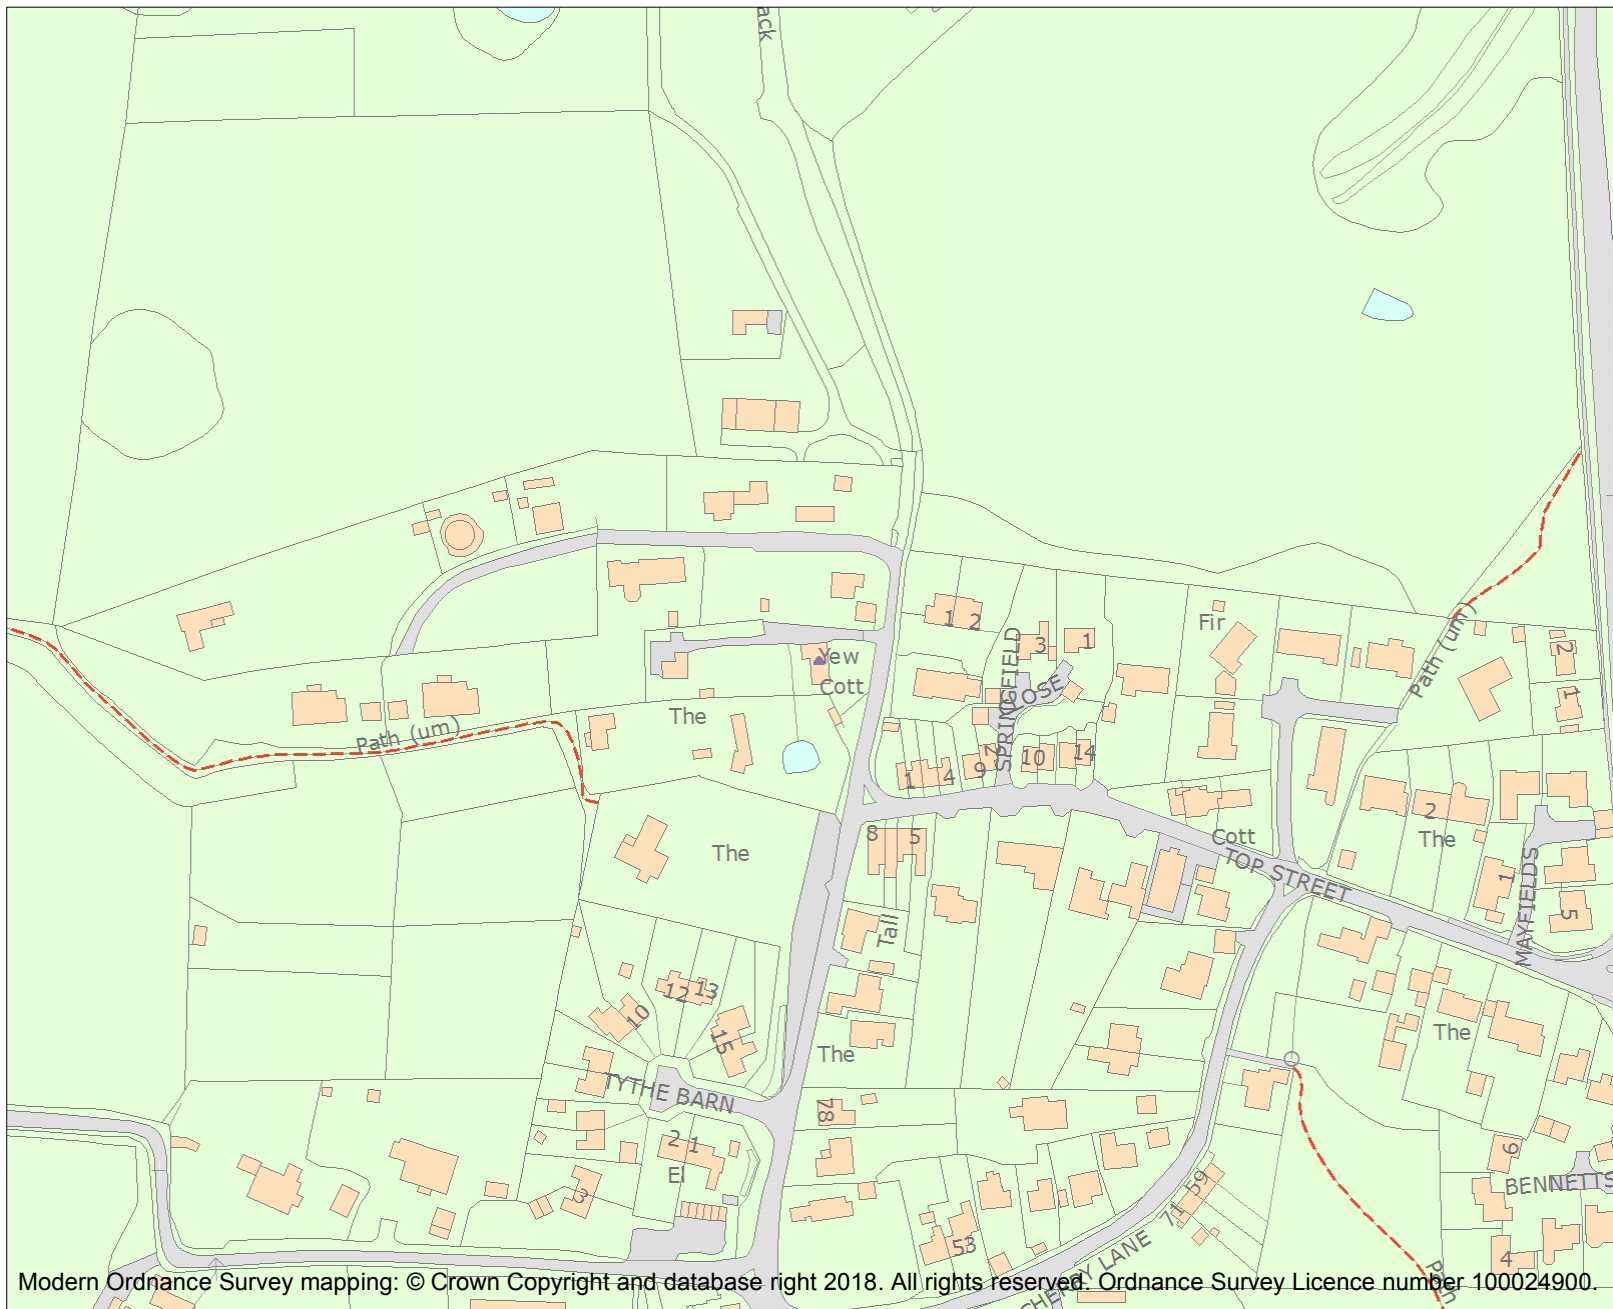 ack
Fir
1 2
3
1
2
1
Yew
Cott
SPRINGFIELD
CLOSE
Path (um)
The
Path (um)
2
9
10
14
1
4
2
The
8
5
Cott
TOP STREET
The
1
MAYFIELDS
5
Tall
12
13
10
15
The
The
TYTHE BARN
78
2
1
El
3
9
BENNETTS
59
71
53
CHERRY LANE
4
Path
Modern Ordnance Survey mapping: © Crown Copyright and database right 2018. All rights reserved. Ordnance Survey Licence number 100024900.